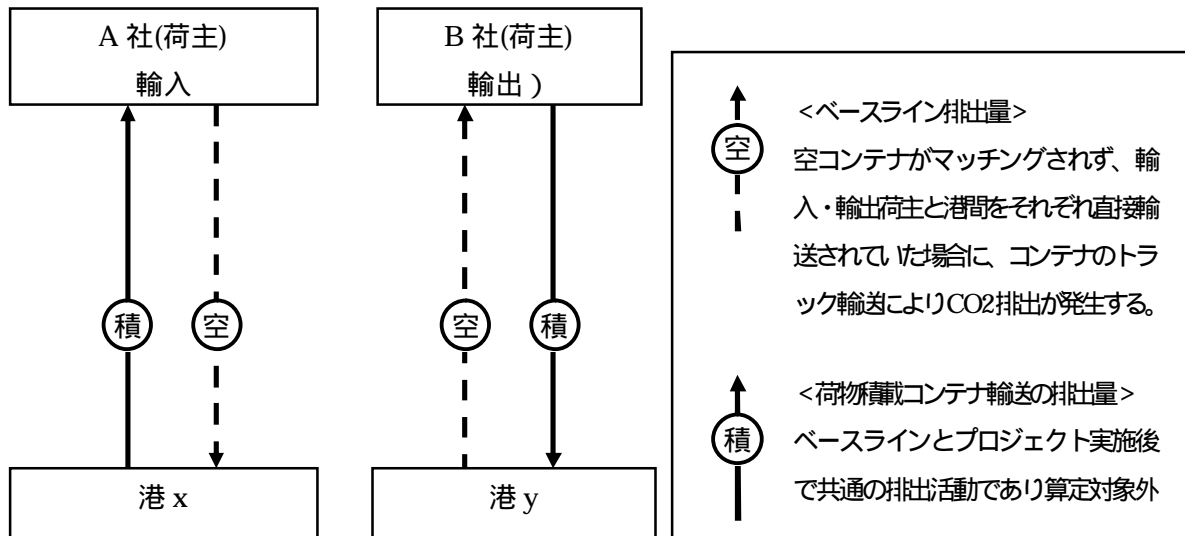 A 社(荷主)
輸入
B 社(荷主)
輸出）
積
空
空
積
港 x
港 y
空
<ベースライン排出量>
空コンテナがマッチングされず、輸
入・輸出荷主と港間をそれぞれ直接輸
送されていた場合に、コンテナのトラ
ック輸送によりCO2排出が発生する。
積
<荷物積載コンテナ輸送の排出量>
ベースラインとプロジェクト実施後
で共通の排出活動であり算定対象外